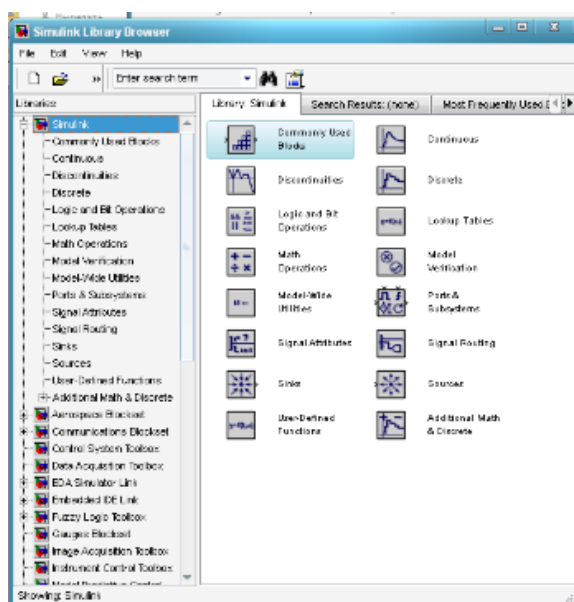 Simulink Library Browser
File Edit View Help
» Enter search term
Libraries
Library: Simulink Search Results: (none) Most Frequently Used
Simulink
Commonly Used Blocks
Continuous
Discontinuities
Discrete
Logic and Bit Operations
Lookup Tables
Math Operations
Model Verification
Model-Wide Utilities
Ports & Subsystems
Signal Attributes
Signal Routing
Sinks
Sources
User-Defined Functions
Additional Math & Discrete
Aerospace Blockset
Communications Blockset
Control System Toolbox
Data Acquisition Toolbox
EDA Simulator Link
Embedded IDE Link
Fuzzy Logic Toolbox
Gauges Blockset
Image Acquisition Toolbox
Instrument Control Toolbox
Model Predictive Control
Commonly Used
Blocks
Continuous
Discontinuities
Discrete
Logic and Bit
Operations
Lookup Tables
Math
Operations
Model
Verification
Model-Wide
Utilities
Ports &
Subsystems
Signal Attributes
Signal Routing
Sinks
Sources
User-Defined
Functions
Additional Math
& Discrete
Showing: Simulink